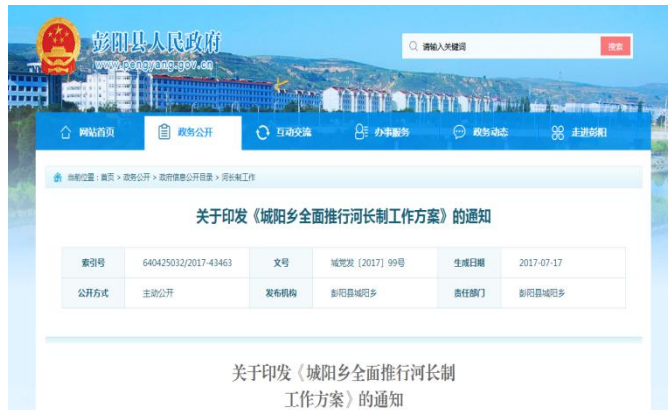 彭阳县人民政府
www.pengyang.gov.cn
请输入关键词
搜索
网站首页
政务公开
互动交流
办事服务
政务动态
走进彭阳
当前位置：首页 > 政务公开 > 政府信息公开目录 > 河长制工作
关于印发《城阳乡全面推行河长制工作方案》的通知
索引号 640425032/2017-43463 文号 城党发〔2017〕99号 生成日期 2017-07-17
公开方式 主动公开 发布机构 彭阳县城阳乡 责任部门 彭阳县城阳乡
关于印发《城阳乡全面推行河长制
工作方案》的通知